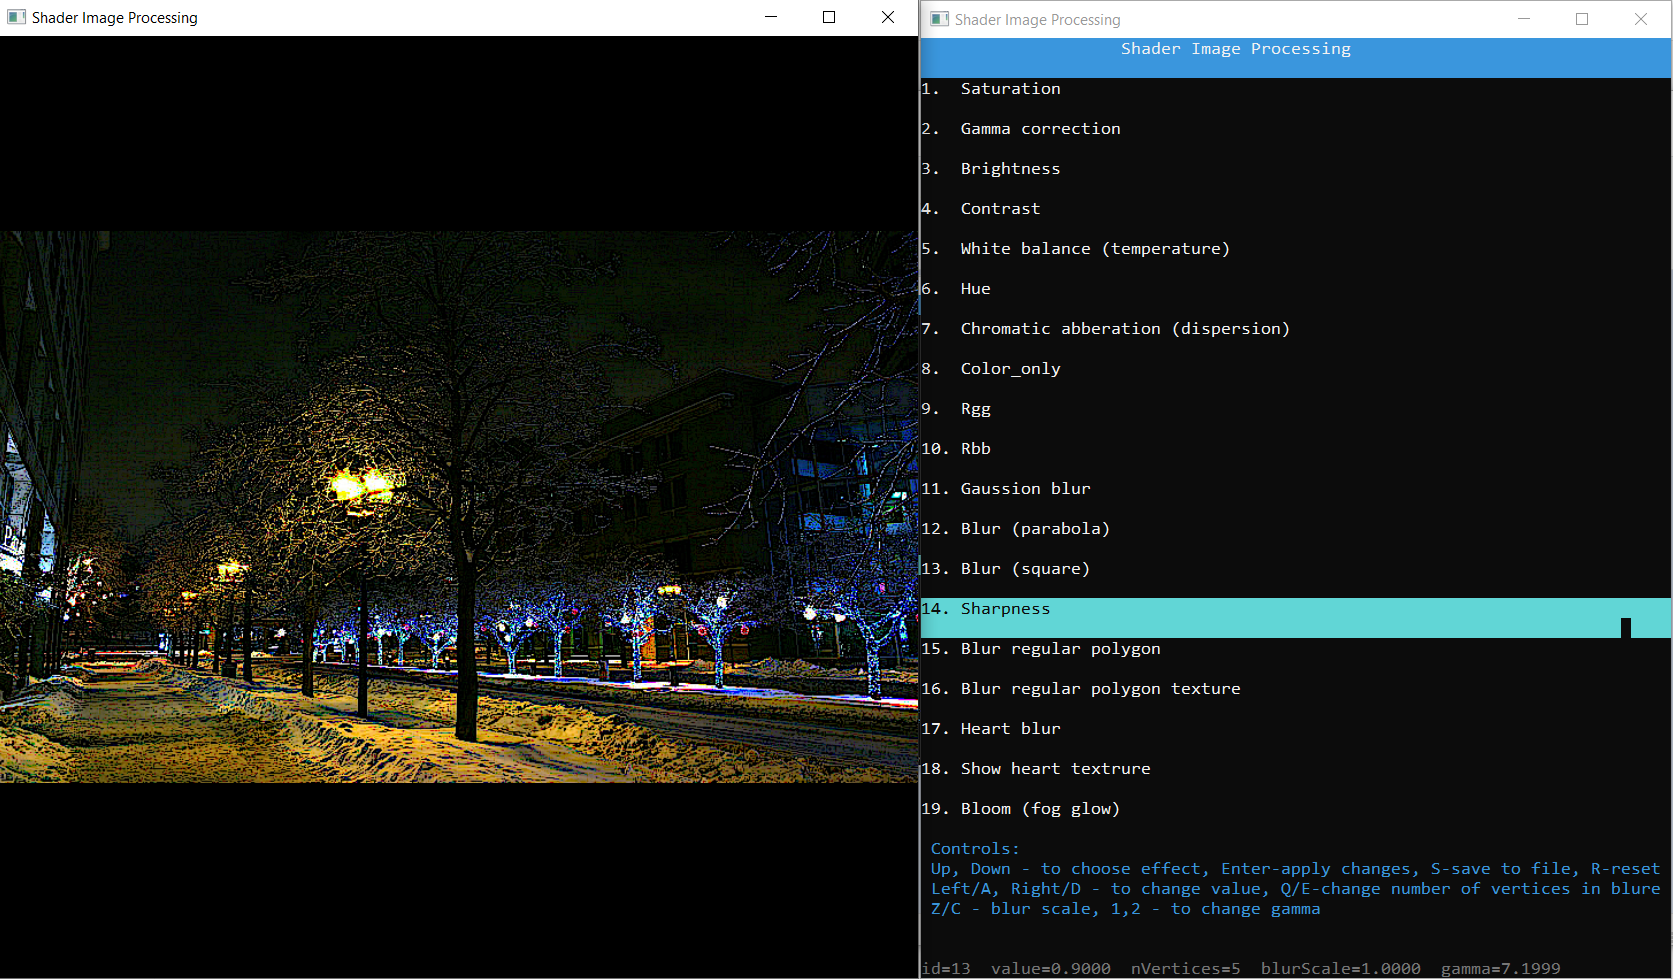 Shader Image Processing
Shader Image Processing
Shader Image Processing
1. Saturation
2. Gamma correction
3. Brightness
4. Contrast
5. White balance (temperature)
6. Hue
7. Chromatic abberation (dispersion)
8. Color_only
9. Rgg
10. Rbb
11. Gaussion blur
12. Blur (parabola)
13. Blur (square)
14. Sharpness
15. Blur regular polygon
16. Blur regular polygon texture
17. Heart blur
18. Show heart textrure
19. Bloom (fog glow)
Controls:
Up, Down - to choose effect, Enter-apply changes, S-save to file, R-reset
Left/A, Right/D - to change value, Q/E-change number of vertices in blure
Z/C - blur scale, 1,2 - to change gamma
id=13 value=0.9000 nVertices=5 blurScale=1.0000 gamma=7.1999